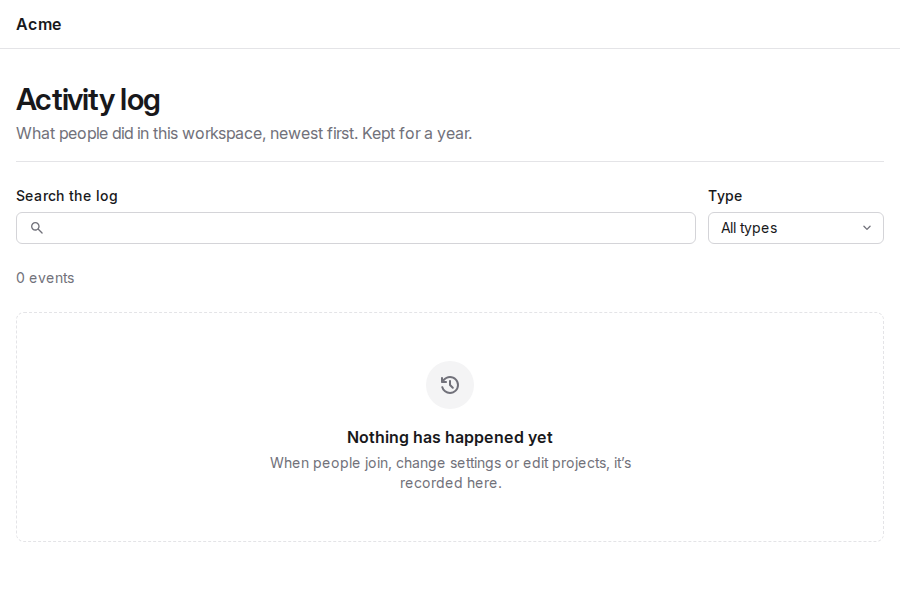 Acme
Activity log
What people did in this workspace, newest first. Kept for a year.
Search the log
Type
All types
0 events
Nothing has happened yet
When people join, change settings or edit projects, it’s
recorded here.